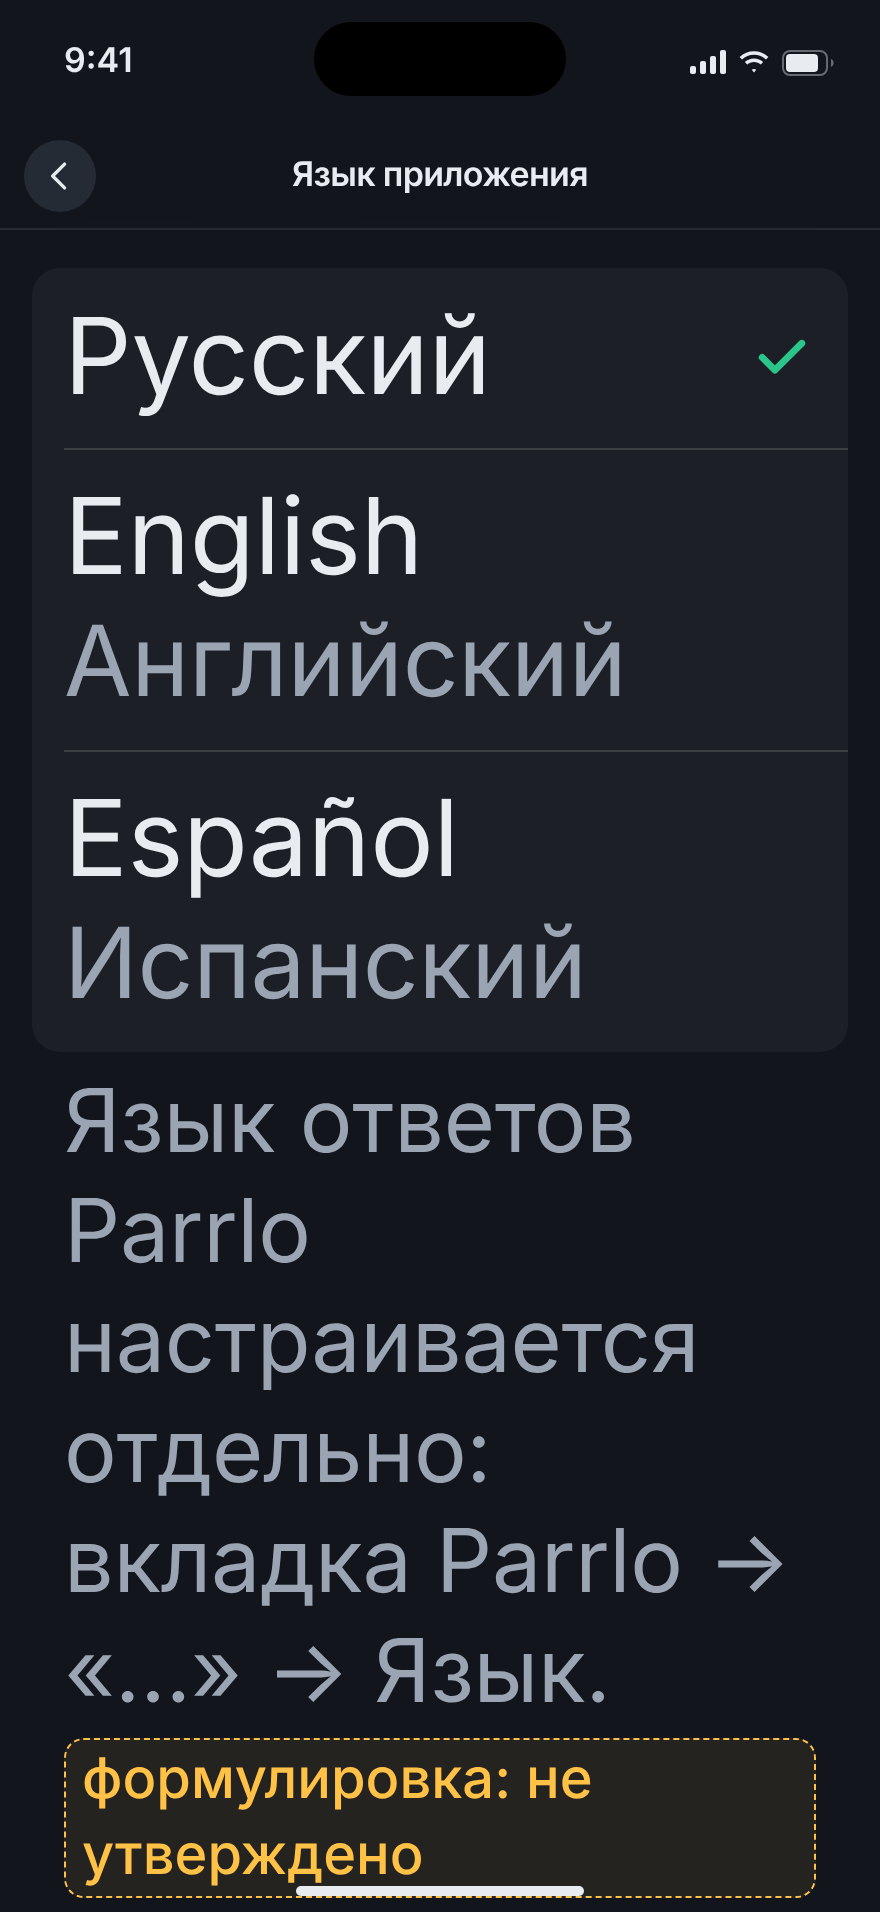 9:41
Язык приложения
Русский
English
Английский
Español
Испанский
Язык ответов
Parrlo
настраивается
отдельно:
вкладка Parrlo →
«...» → Язык.
формулировка: не
утверждено